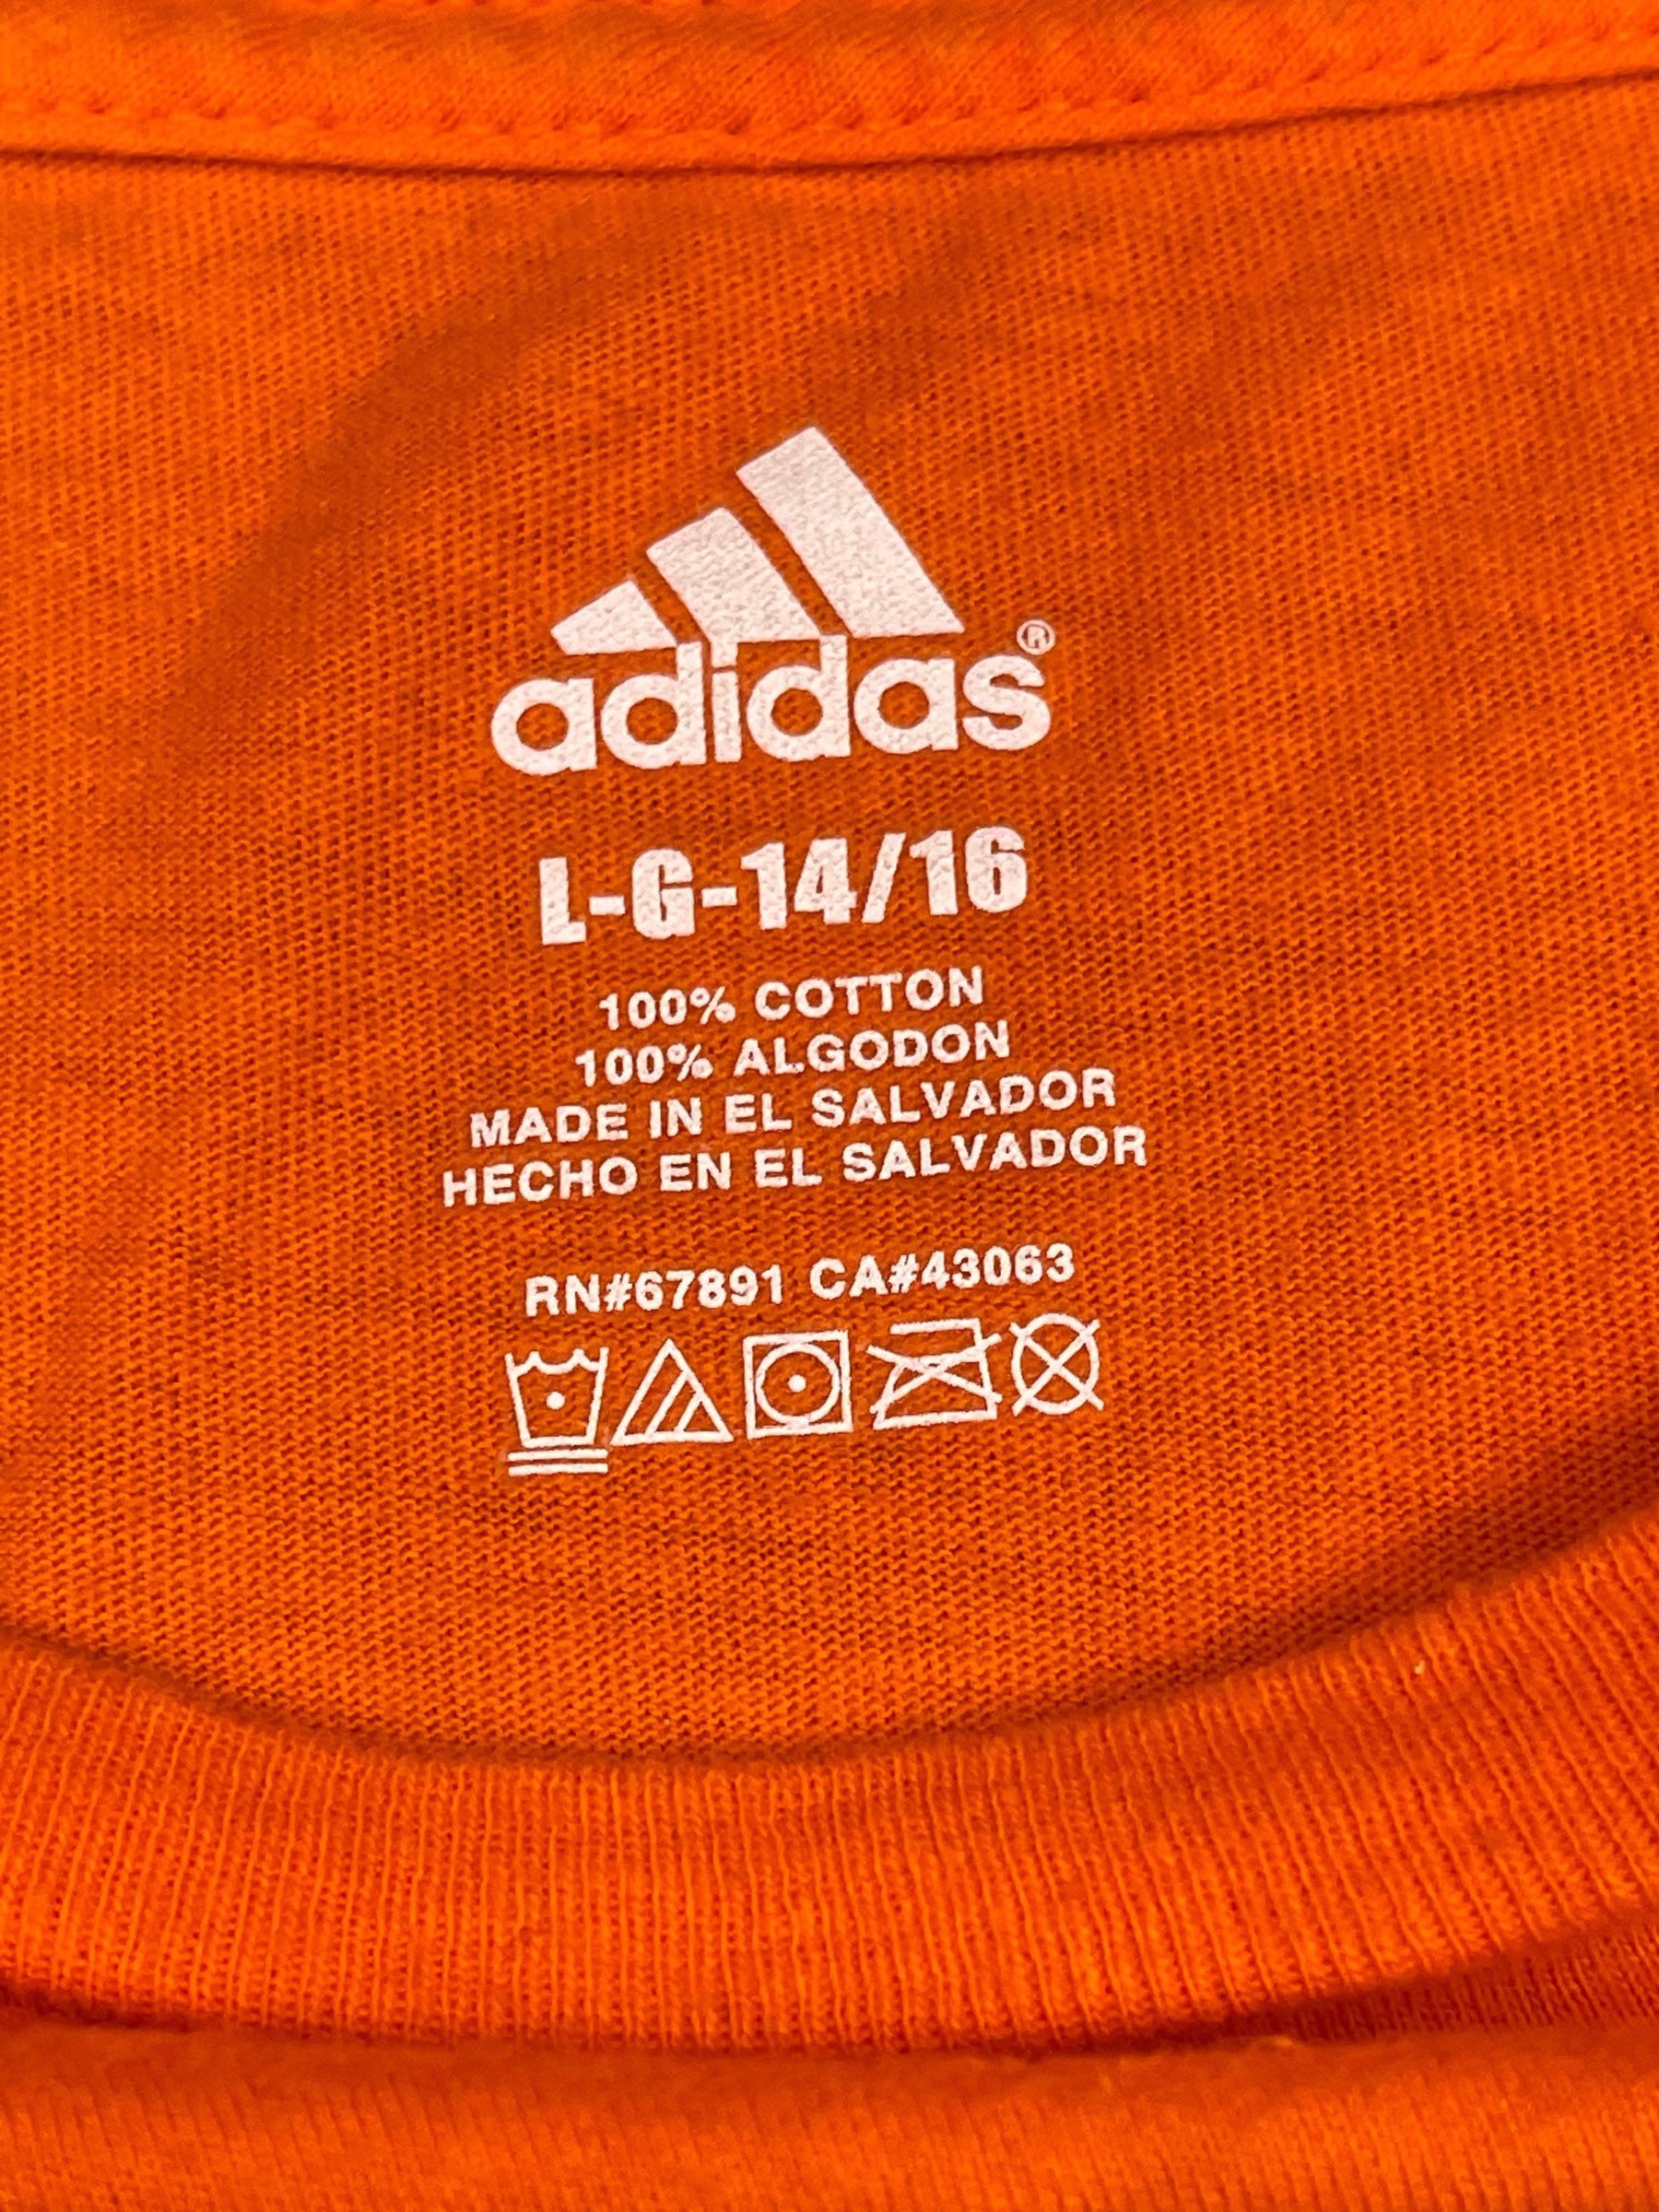 adidas®
L-G-14/16
100% COTTON
100% ALGODON
MADE IN EL SALVADOR
HECHO EN EL SALVADOR
RN#67891 CA#43063